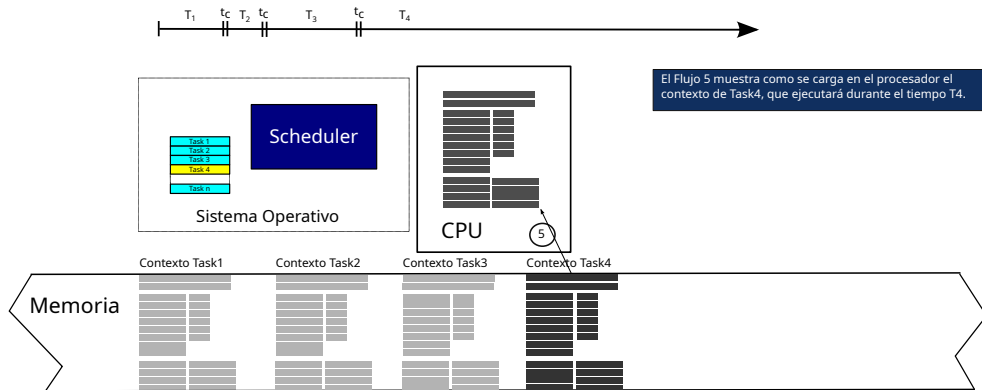 T1 tc T2 tc T3 tc T4
El Flujo 5 muestra como se carga en el procesador el
contexto de Task4, que ejecutará durante el tiempo T4.
Scheduler
Task 1
Task 2
Task 3
Task 4
Task n
Sistema Operativo
CPU
5
Contexto Task1 Contexto Task2 Contexto Task3 Contexto Task4
Memoria